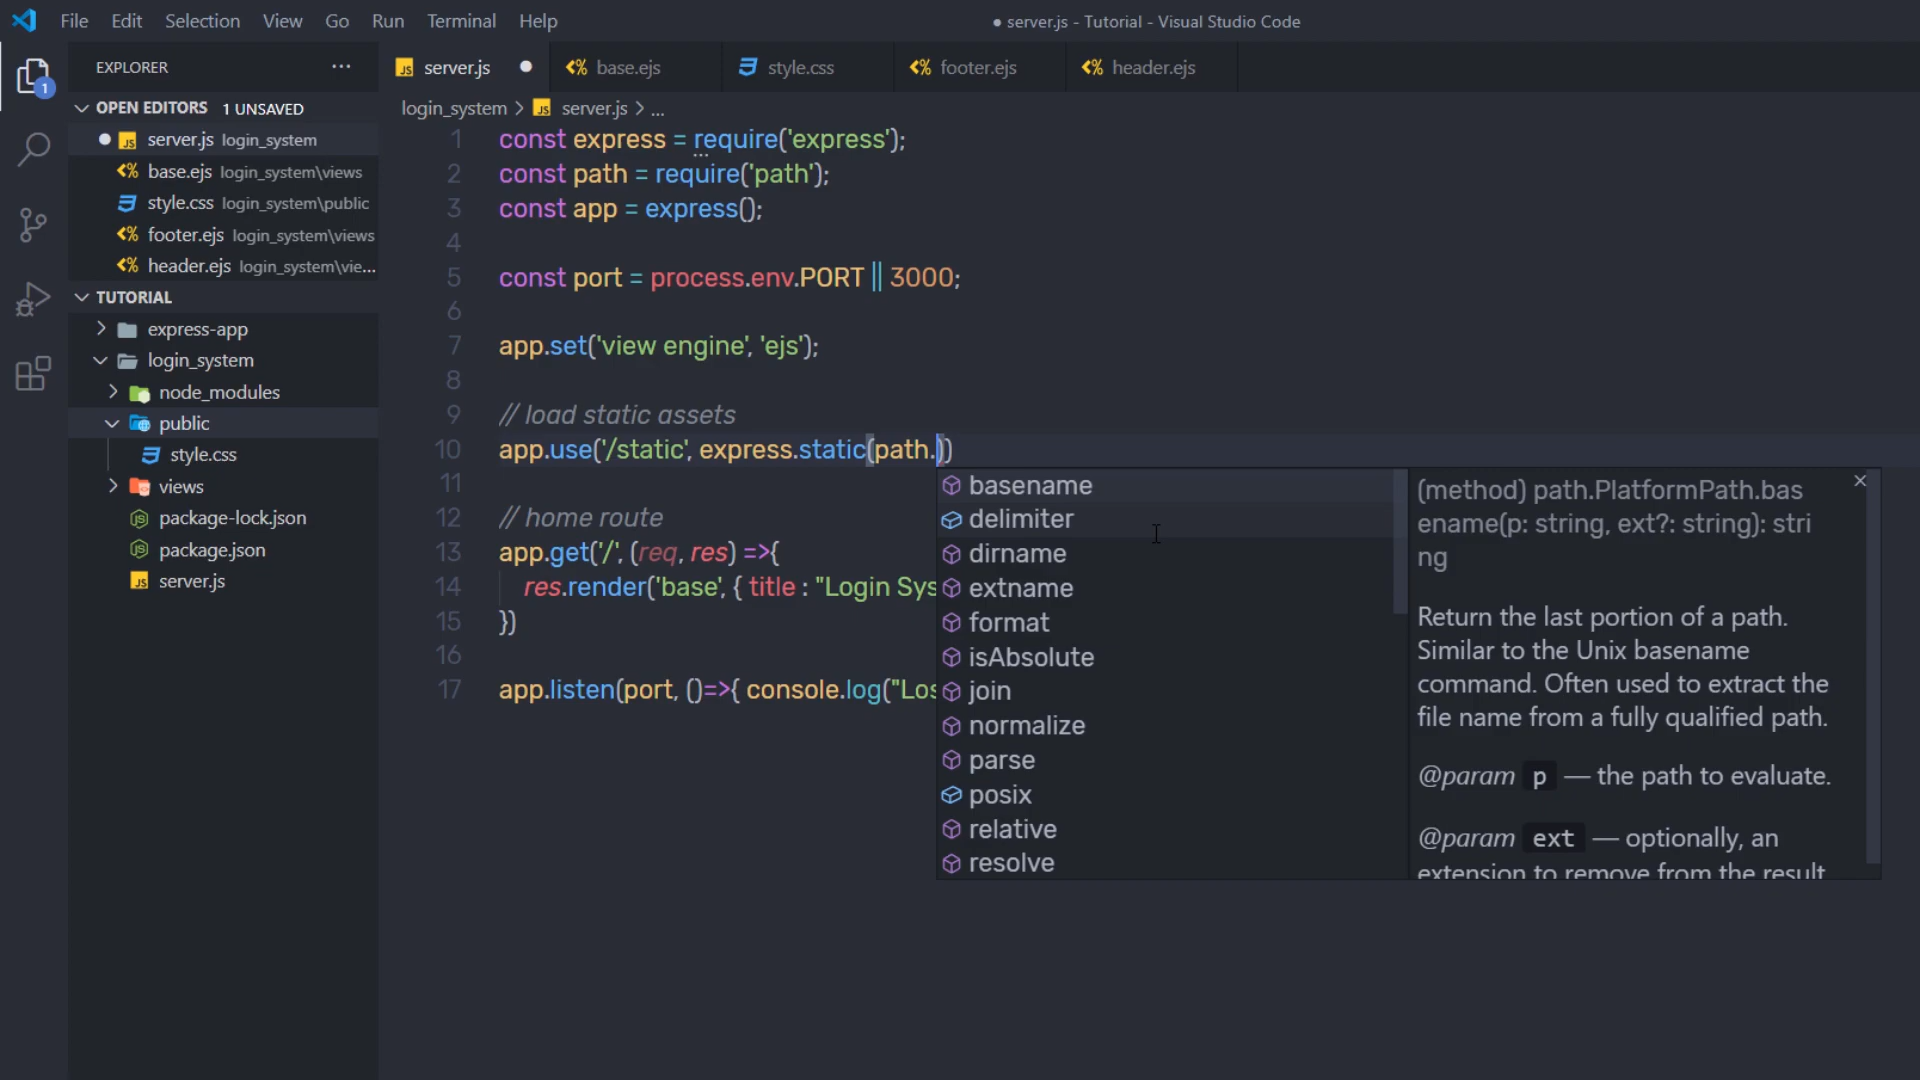 File Edit Selection View Go Run Terminal Help
● server.js - Tutorial - Visual Studio Code
EXPLORER ...
server.js ●
base.ejs
style.css
footer.ejs
header.ejs
1
OPEN EDITORS 1 UNSAVED
server.js login_system
base.ejs login_system\views
style.css login_system\public
footer.ejs login_system\views
header.ejs login_system\vie...
TUTORIAL
express-app
login_system
node_modules
public
style.css
views
package-lock.json
package.json
server.js
login_system > JS server.js > ...
1 const express = require('express');
2 const path = require('path');
3 const app = express();
4
5 const port = process.env.PORT || 3000;
6
7 app.set('view engine', 'ejs');
8
9 // load static assets
10 app.use('/static', express.static(path.))
11
12 // home route
13 app.get('/', (req, res) =>{
14 res.render('base', { title : "Login Sys
15 })
16
17 app.listen(port, ()=>{ console.log("Los
basename
delimiter
dirname
extname
format
isAbsolute
join
normalize
parse
posix
relative
resolve
(method) path.PlatformPath.bas
ename(p: string, ext?: string): stri
ng
Return the last portion of a path.
Similar to the Unix basename
command. Often used to extract the
file name from a fully qualified path.
@param p — the path to evaluate.
@param ext — optionally, an
extension to remove from the result